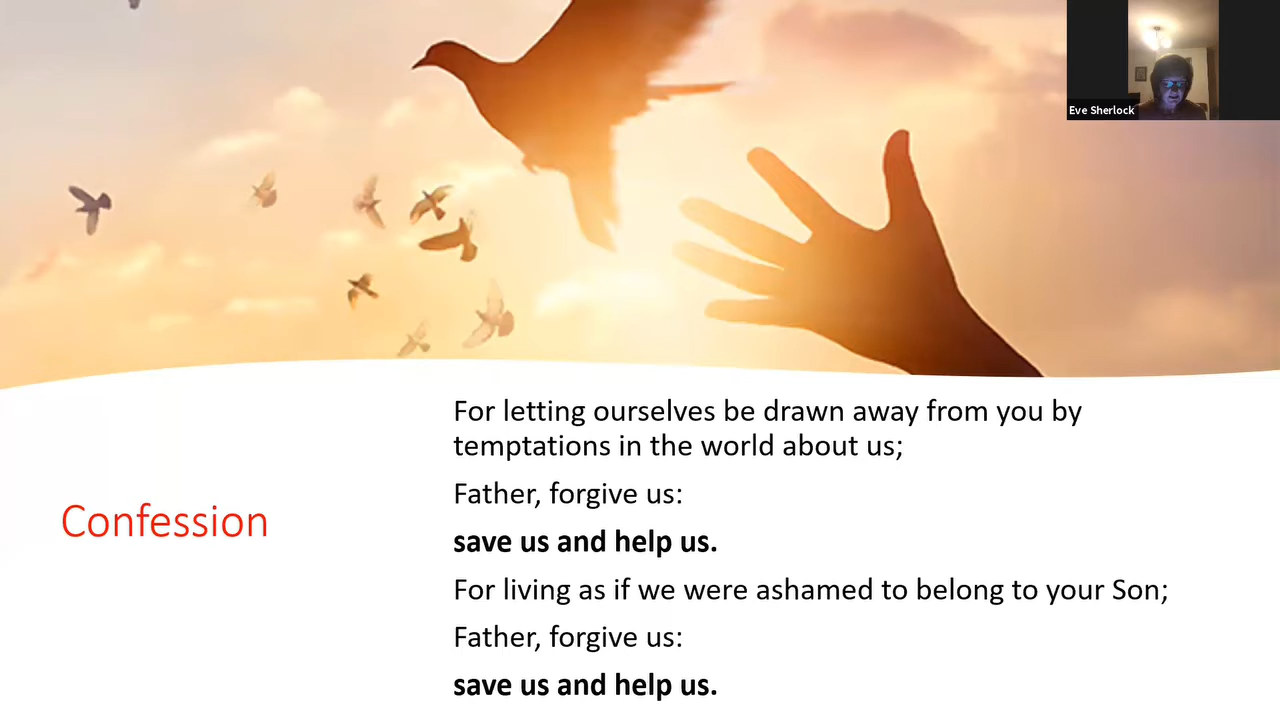 Eve Sherlock
For letting ourselves be drawn away from you by
temptations in the world about us;
Father, forgive us:
save us and help us.
Confession
For living as if we were ashamed to belong to your Son;
Father, forgive us:
save us and help us.